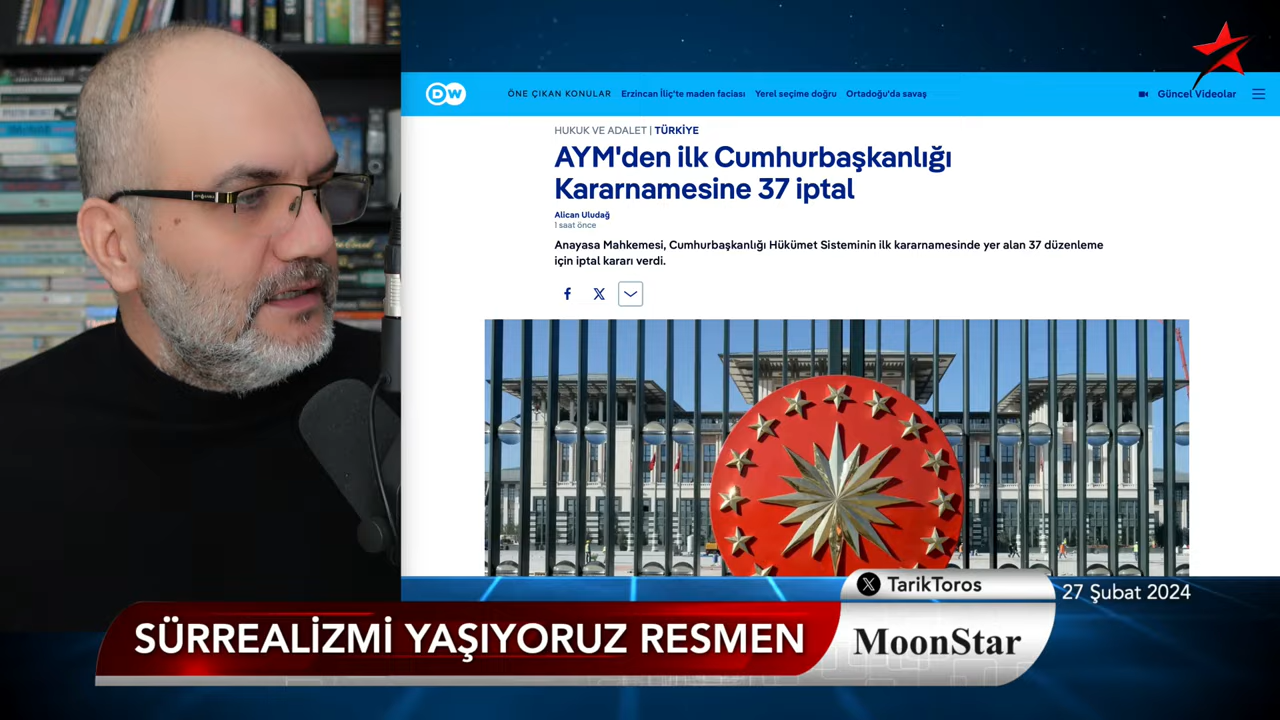 DW
ÖNE ÇIKAN KONULAR Erzincan İliç'te maden faciası Yerel seçime doğru Ortadoğu'da savaş
Güncel Videolar
HUKUK VE ADALET | TÜRKİYE
AYM'den ilk Cumhurbaşkanlığı
Kararnamesine 37 iptal
Alican Uludağ
1 saat önce
Anayasa Mahkemesi, Cumhurbaşkanlığı Hükümet Sisteminin ilk kararnamesinde yer alan 37 düzenleme
için iptal kararı verdi.
TarikToros
27 Şubat 2024
SÜRREALİZMİ YAŞIYORUZ RESMEN
MoonStar